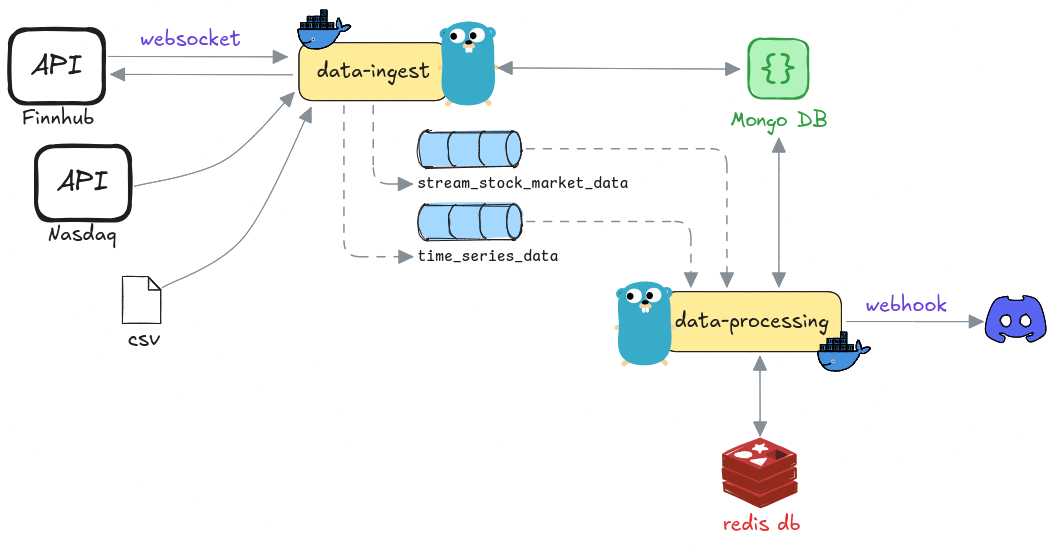 API
Finnhub
websocket
data-ingest
{}
Mongo DB
API
Nasdaq
stream_stock_market_data
time_series_data
csv
data-processing
webhook
redis db